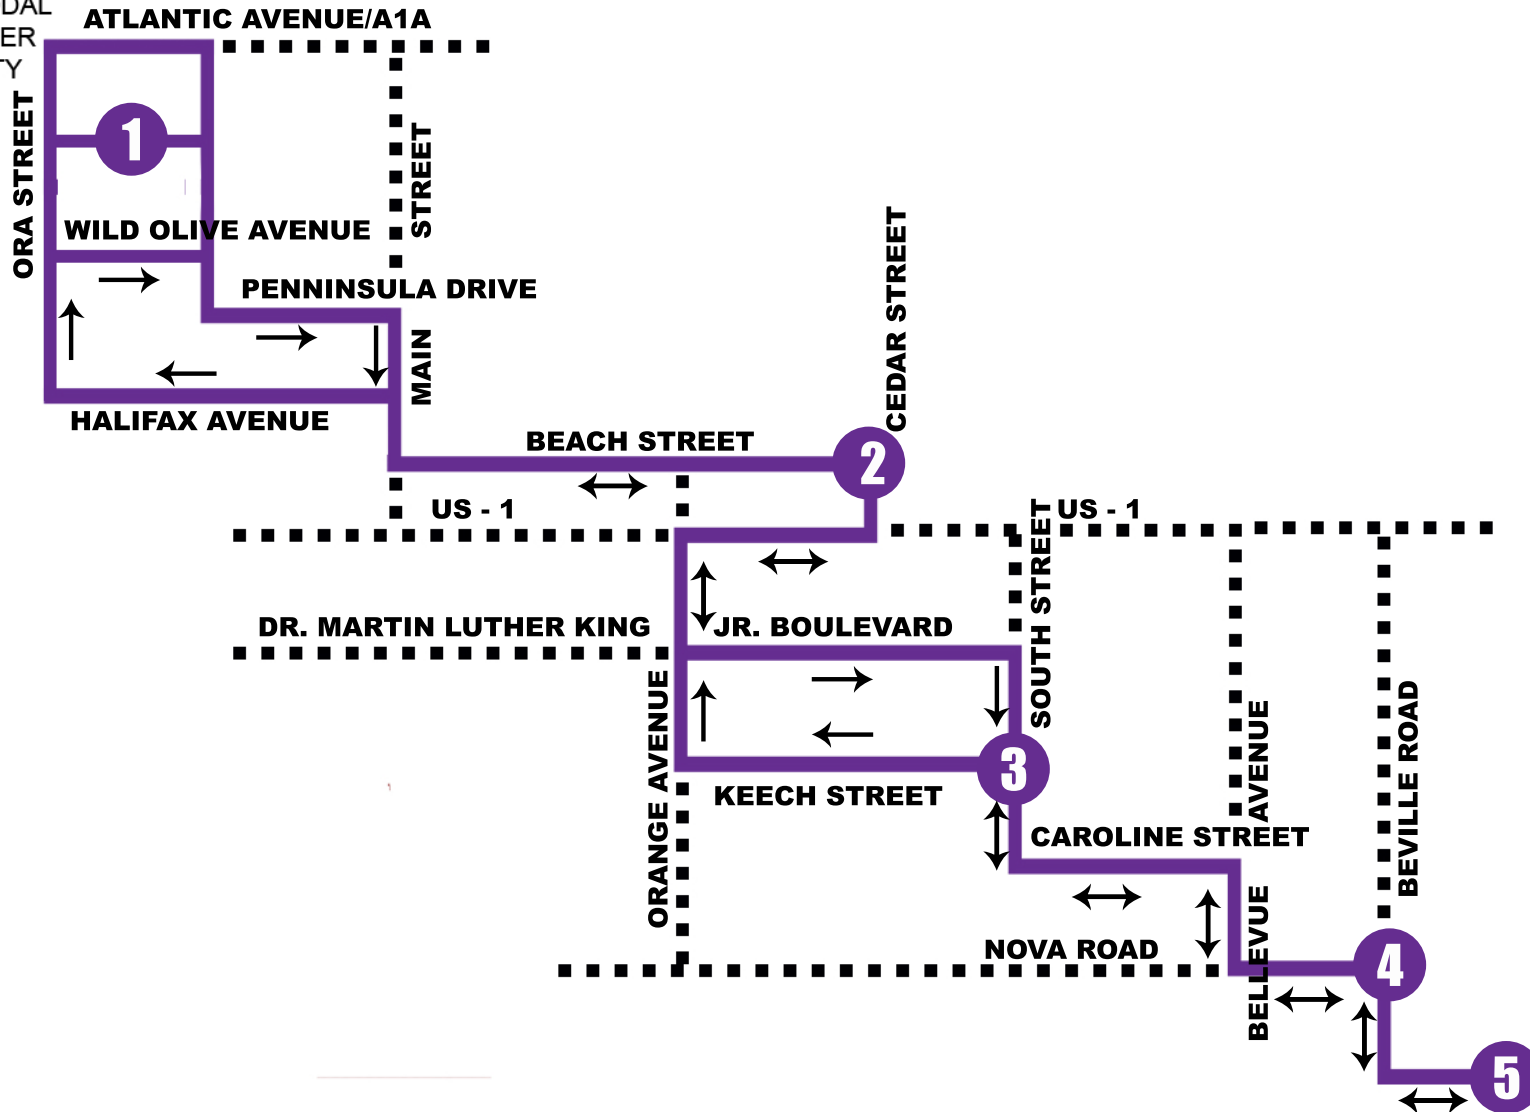 ATLANTIC AVENUE/A1A
ER
TY
ORA STREET
1
STREET
WILD OLIVE AVENUE
PENNINSULA DRIVE
MAIN
HALIFAX AVENUE
CEDAR STREET
BEACH STREET
2
US - 1
US - 1
SOUTH STREET
DR. MARTIN LUTHER KING
JR. BOULEVARD
ORANGE AVENUE
3
KEECH STREET
CAROLINE STREET
AVENUE
BELLEVUE
BEVILLE ROAD
NOVA ROAD
4
5